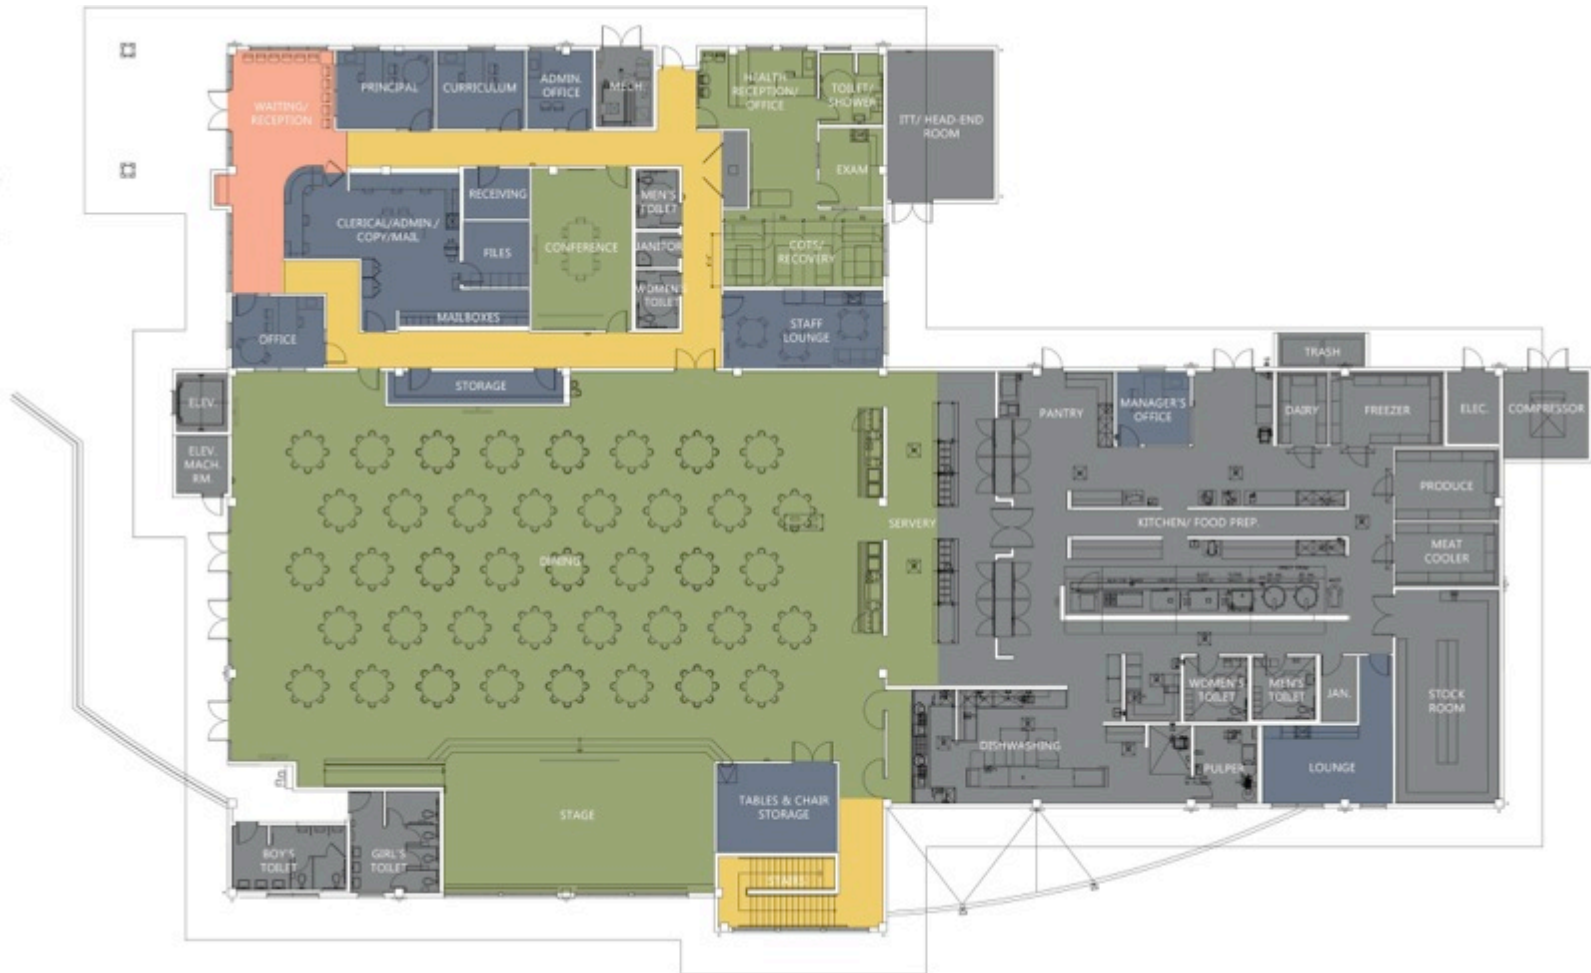 WAITING/
RECEPTION
PRINCIPAL
CURRICULUM
ADMIN.
OFFICE
MECH.
HEALTH
RECEPTION/
OFFICE
TOILET/
SHOWER
ITT/ HEAD-END
ROOM
EXAM
RECEIVING
MEN'S
TOILET
CLERICAL/ADMIN./
COPY/MAIL
FILES
CONFERENCE
JANITOR
COTS/
RECOVERY
WOMEN'S
TOILET
MAILBOXES
OFFICE
STAFF
LOUNGE
TRASH
STORAGE
ELEV.
PANTRY
MANAGER'S
OFFICE
DAIRY
FREEZER
ELEC.
COMPRESSOR
ELEV.
MACH.
RM.
PRODUCE
SERVERY
KITCHEN/ FOOD PREP.
MEAT
COOLER
DINING
WOMEN'S
TOILET
MEN'S
TOILET
JAN.
STOCK
ROOM
DISHWASHING
PULPER
LOUNGE
STAGE
TABLES & CHAIR
STORAGE
BOY'S
TOILET
GIRL'S
TOILET
STAIRS